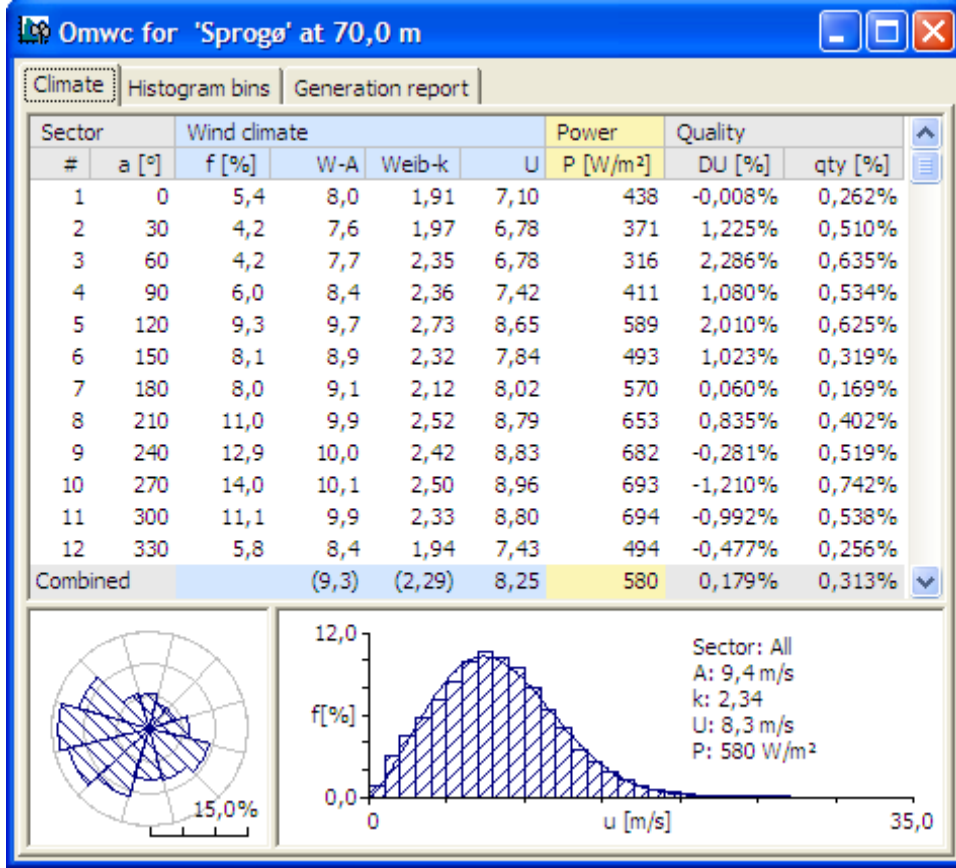 Omwc for 'Sprogø' at 70,0 m
Climate Histogram bins Generation report
Sector Wind climate Power Quality
# a [°] f [%] W-A Weib-k U P [W/m²] DU [%] qty [%]
1 0 5,4 8,0 1,91 7,10 438 -0,008% 0,262%
2 30 4,2 7,6 1,97 6,78 371 1,225% 0,510%
3 60 4,2 7,7 2,35 6,78 316 2,286% 0,635%
4 90 6,0 8,4 2,36 7,42 411 1,080% 0,534%
5 120 9,3 9,7 2,73 8,65 589 2,010% 0,625%
6 150 8,1 8,9 2,32 7,84 493 1,023% 0,319%
7 180 8,0 9,1 2,12 8,02 570 0,060% 0,169%
8 210 11,0 9,9 2,52 8,79 653 0,835% 0,402%
9 240 12,9 10,0 2,42 8,83 682 -0,281% 0,519%
10 270 14,0 10,1 2,50 8,96 693 -1,210% 0,742%
11 300 11,1 9,9 2,33 8,80 694 -0,992% 0,538%
12 330 5,8 8,4 1,94 7,43 494 -0,477% 0,256%
Combined (9,3) (2,29) 8,25 580 0,179% 0,313%
15,0%
12,0
f[%]
0,0
0 u [m/s] 35,0
Sector: All
A: 9,4 m/s
k: 2,34
U: 8,3 m/s
P: 580 W/m²